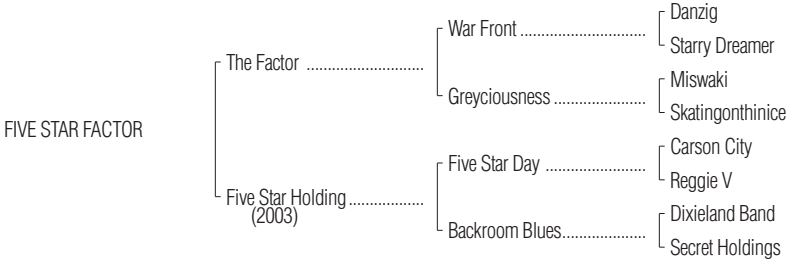 Danzig
War Front ..............................
Starry Dreamer
The Factor ............................
Miswaki
Greyciousness ......................
Skatingonthinice
FIVE STAR FACTOR
Carson City
Five Star Day ........................
Reggie V
Five Star Holding..................
(2003)
Dixieland Band
Backroom Blues....................
Secret Holdings